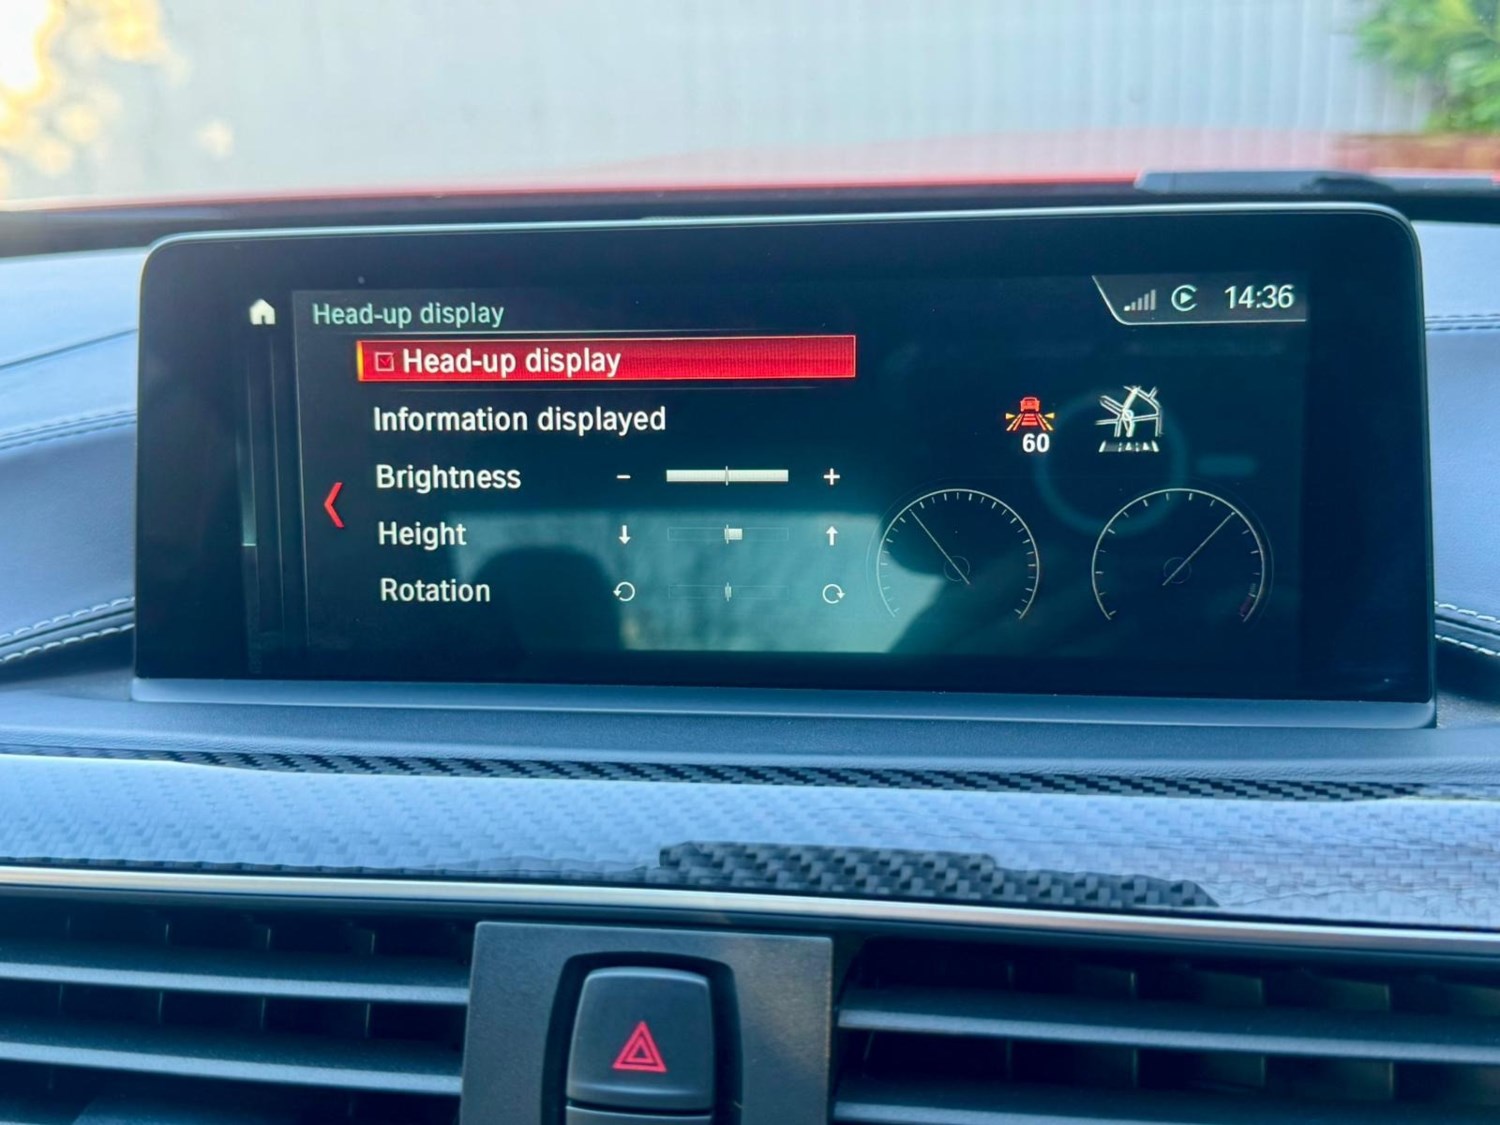 Head-up display
14:36
Head-up display
Information displayed
60
Brightness - +
Height
Rotation